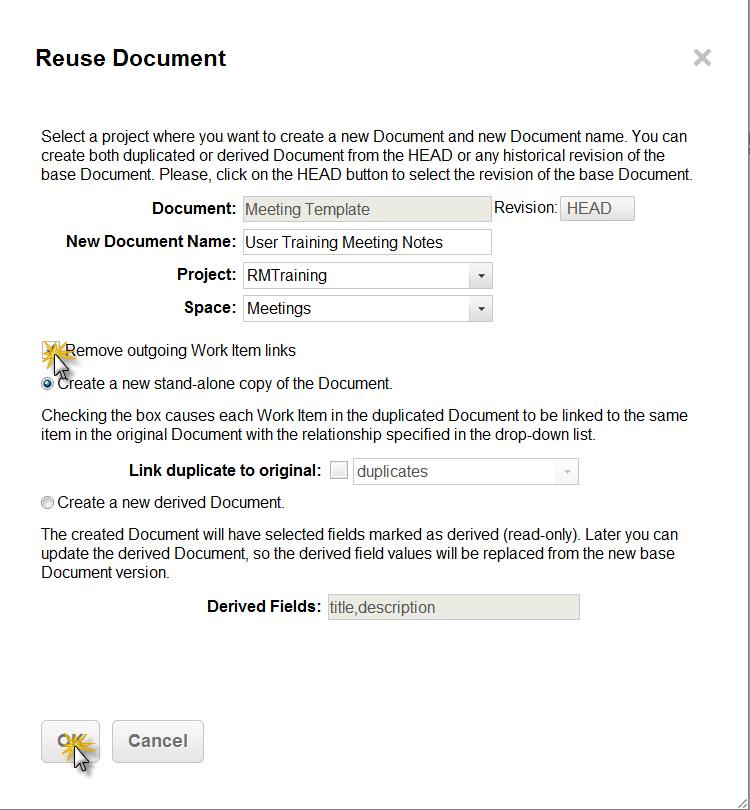 Reuse Document
Select a project where you want to create a new Document and new Document name. You can
create both duplicated or derived Document from the HEAD or any historical revision of the
base Document. Please, click on the HEAD button to select the revision of the base Document.
Document: Meeting Template Revision: HEAD
New Document Name: User Training Meeting Notes
Project: RMTraining
Space: Meetings
Remove outgoing Work Item links
Create a new stand-alone copy of the Document.
Checking the box causes each Work Item in the duplicated Document to be linked to the same
item in the original Document with the relationship specified in the drop-down list.
Link duplicate to original: duplicates
Create a new derived Document.
The created Document will have selected fields marked as derived (read-only). Later you can
update the derived Document, so the derived field values will be replaced from the new base
Document version.
Derived Fields: title,description
OK Cancel